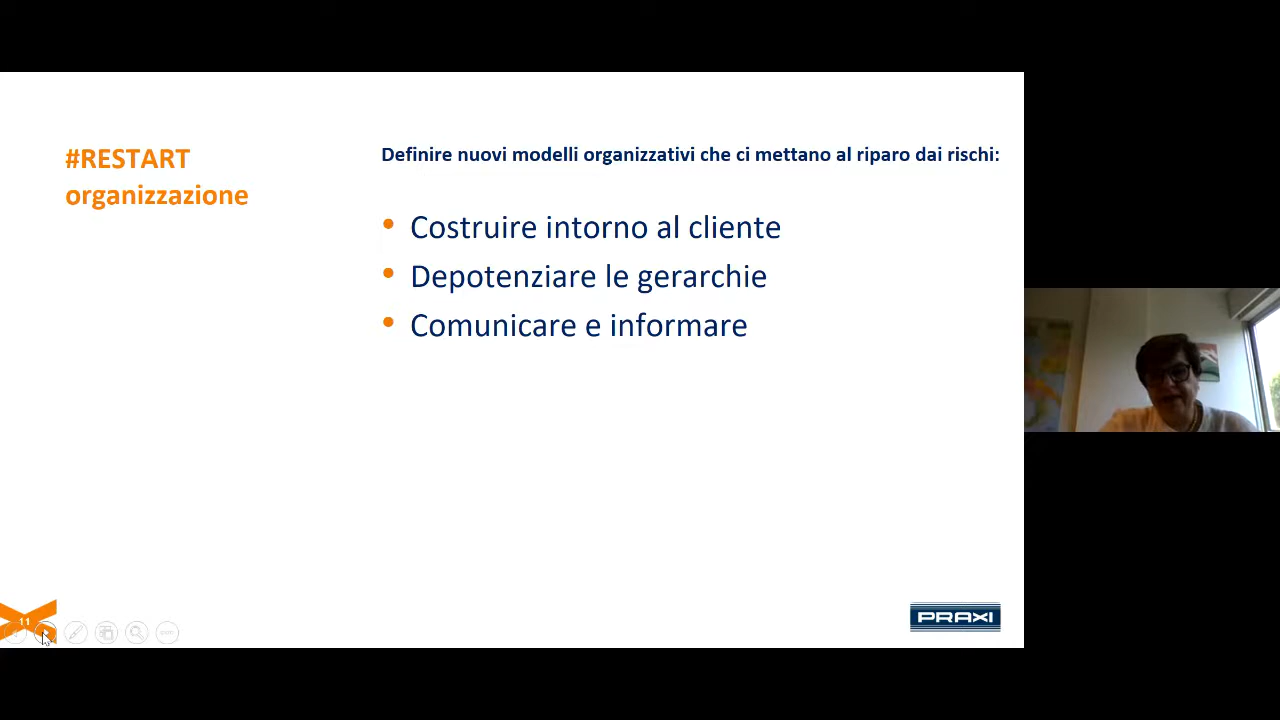 #RESTART
organizzazione
Definire nuovi modelli organizzativi che ci mettano al riparo dai rischi:
• Costruire intorno al cliente
• Depotenziare le gerarchie
• Comunicare e informare
11
PRAXI